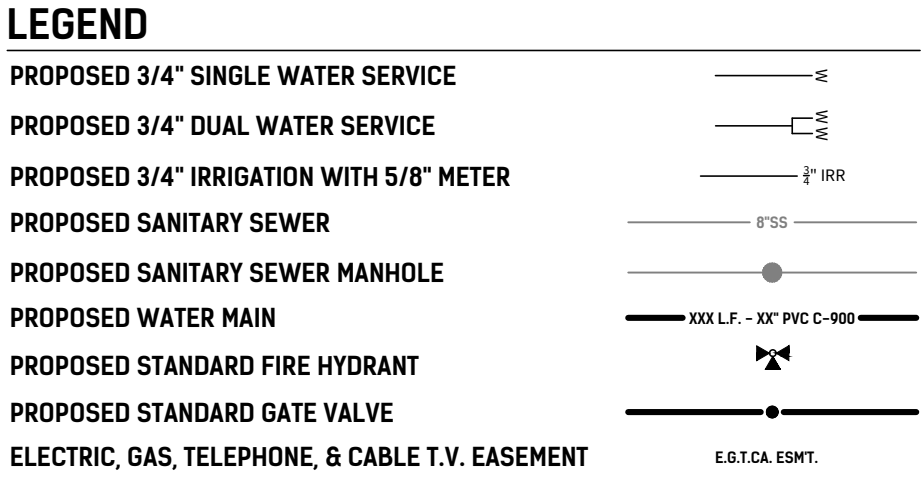 LEGEND
PROPOSED 3/4" SINGLE WATER SERVICE W
PROPOSED 3/4" DUAL WATER SERVICE W W
PROPOSED 3/4" IRRIGATION WITH 5/8" METER 3/4" IRR
PROPOSED SANITARY SEWER 8"SS
PROPOSED SANITARY SEWER MANHOLE
PROPOSED WATER MAIN XXX L.F. - XX" PVC C-900
PROPOSED STANDARD FIRE HYDRANT
PROPOSED STANDARD GATE VALVE
ELECTRIC, GAS, TELEPHONE, & CABLE T.V. EASEMENT E.G.T.CA. ESM'T.